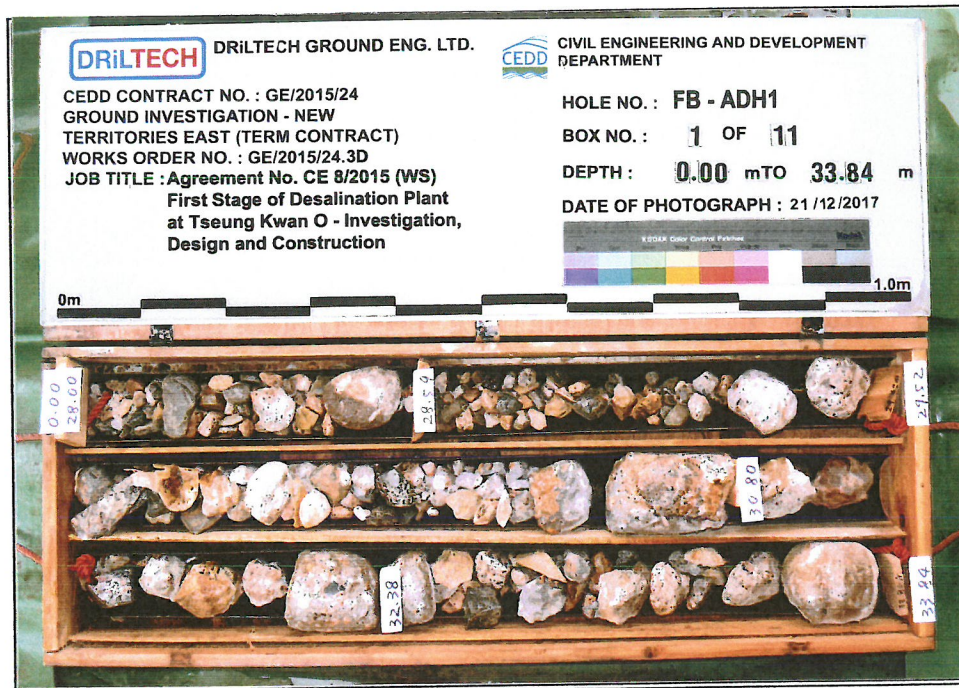 DRiLTECH DRiLTECH GROUND ENG. LTD.
CEDD CIVIL ENGINEERING AND DEVELOPMENT
DEPARTMENT
CEDD CONTRACT NO. : GE/2015/24
GROUND INVESTIGATION - NEW
TERRITORIES EAST (TERM CONTRACT)
WORKS ORDER NO. : GE/2015/24.3D
JOB TITLE : Agreement No. CE 8/2015 (WS)
First Stage of Desalination Plant
at Tseung Kwan O - Investigation,
Design and Construction
HOLE NO. : FB - ADH1
BOX NO. : 1 OF 11
DEPTH : 0.00 m TO 33.84 m
DATE OF PHOTOGRAPH : 21/12/2017
KODAK Color Control Patches Kodak
0m 1.0m
0.00
28.00
28.59
29.52
30.80
32.38
33.84